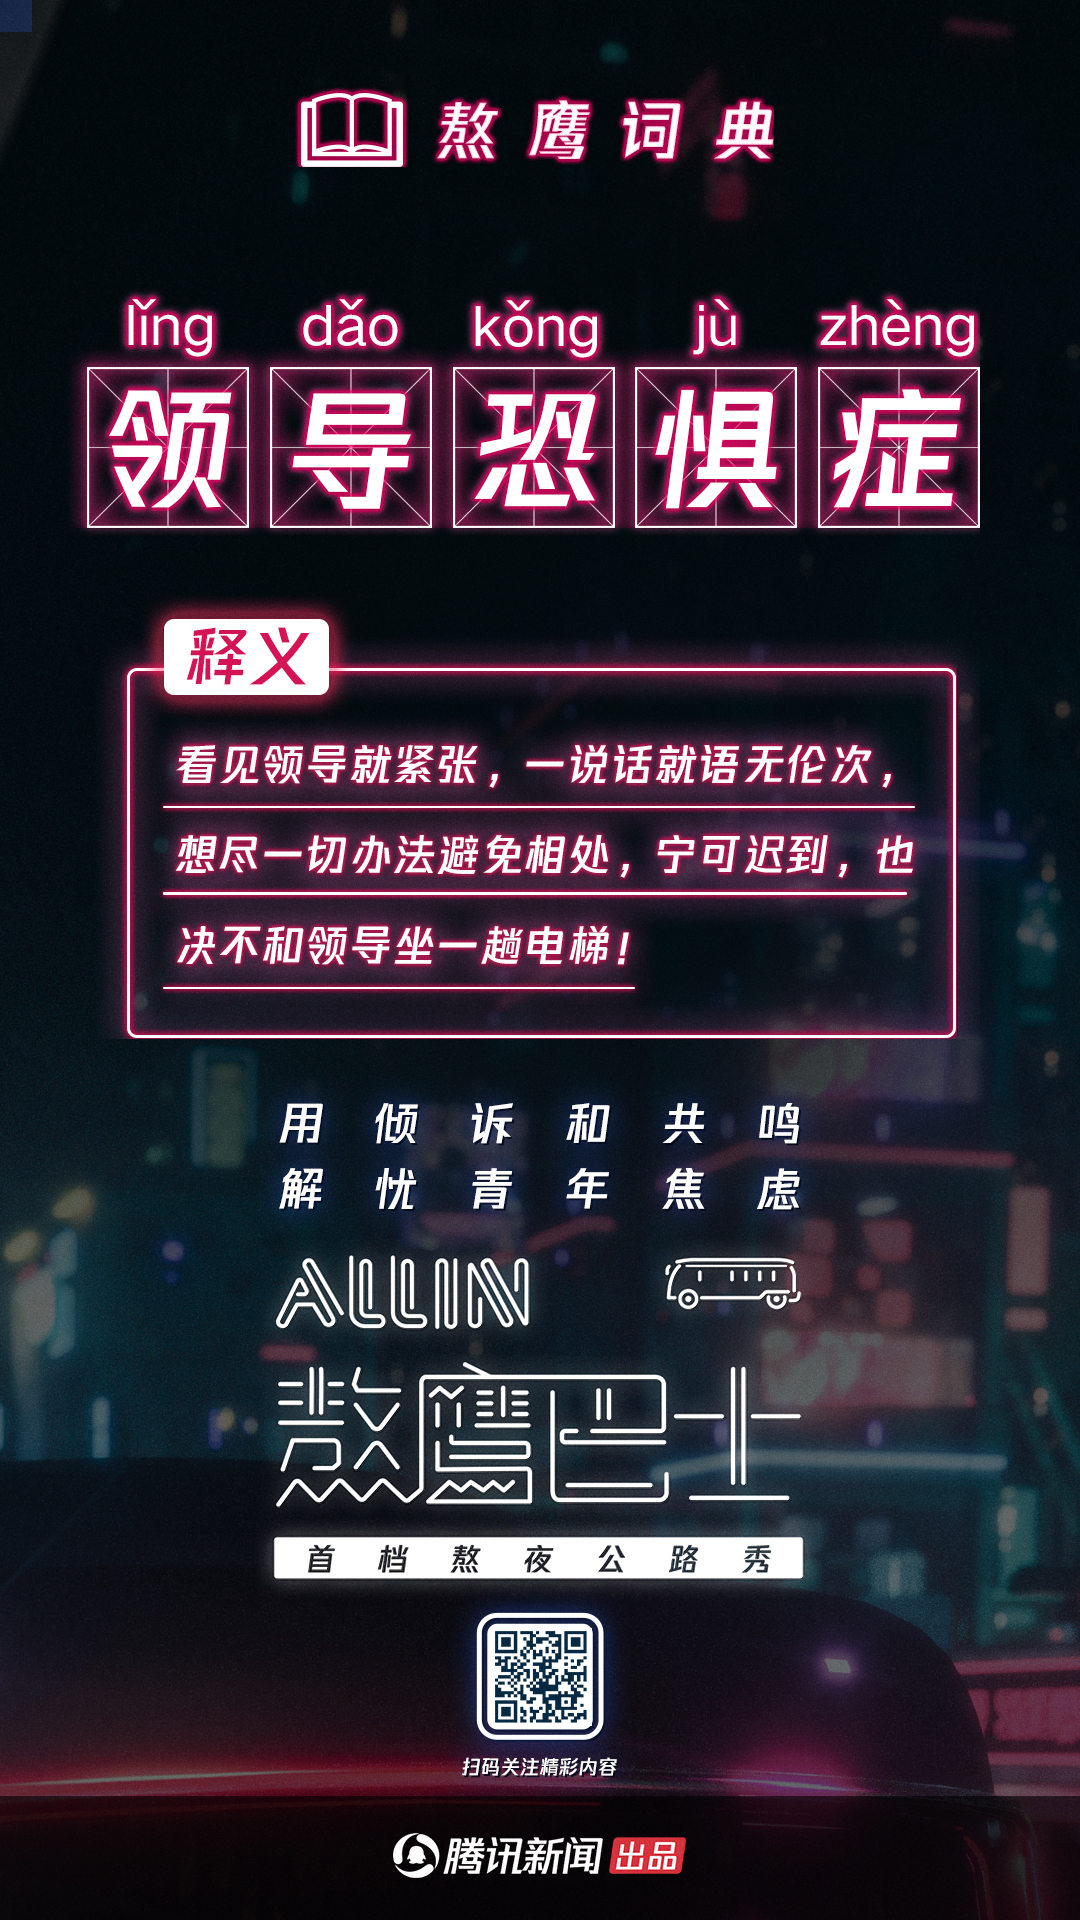 熬鹰词典
lǐng dǎo kǒng jù zhèng
领导恐惧症
释义
看见领导就紧张，一说话就语无伦次，
想尽一切办法避免相处，宁可迟到，也
决不和领导坐一趟电梯！
用倾诉和共鸣
解忧青年焦虑
ALL IN
熬鹰巴士
首档熬夜公路秀
扫码关注精彩内容
腾讯新闻 出品